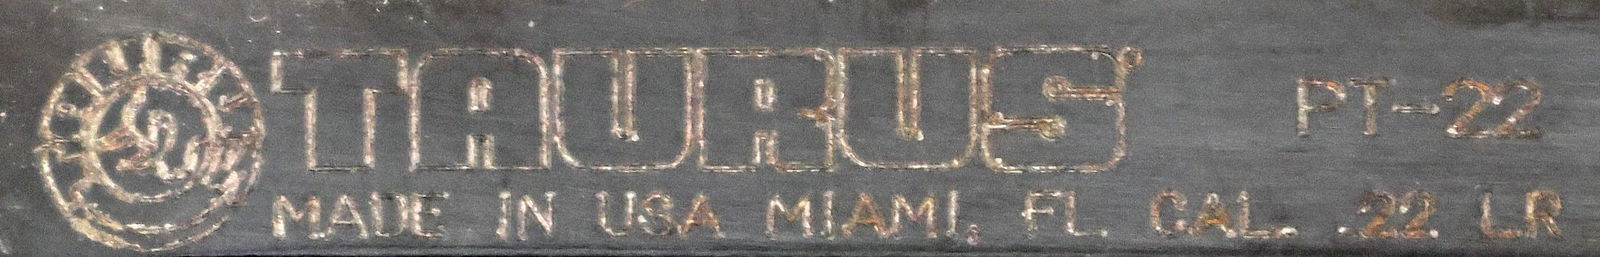 TAURUS PT-22
MADE IN USA MIAMI, FL. CAL. .22 LR